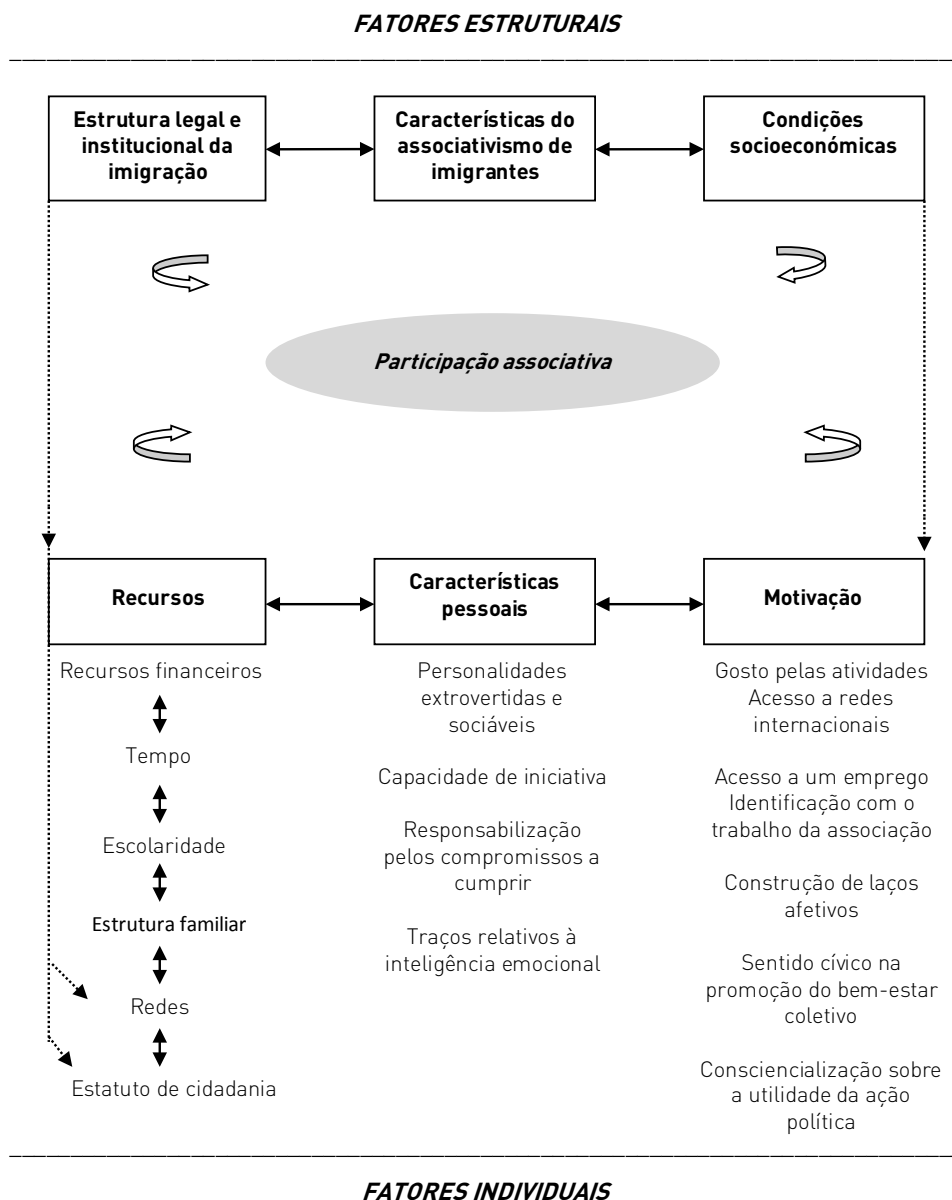 FATORES ESTRUTURAIS
Estrutura legal e
institucional da
imigração
Características do
associativismo de
imigrantes
Condições
socioeconómicas
Participação associativa
Recursos
Características
pessoais
Motivação
Recursos financeiros
Tempo
Escolaridade
Estrutura familiar
Redes
Estatuto de cidadania
Personalidades
extrovertidas e
sociáveis
Capacidade de iniciativa
Responsabilização
pelos compromissos a
cumprir
Traços relativos à
inteligência emocional
Gosto pelas atividades
Acesso a redes
internacionais
Acesso a um emprego
Identificação com o
trabalho da associação
Construção de laços
afetivos
Sentido cívico na
promoção do bem-estar
coletivo
Consciencialização sobre
a utilidade da ação
política
FATORES INDIVIDUAIS